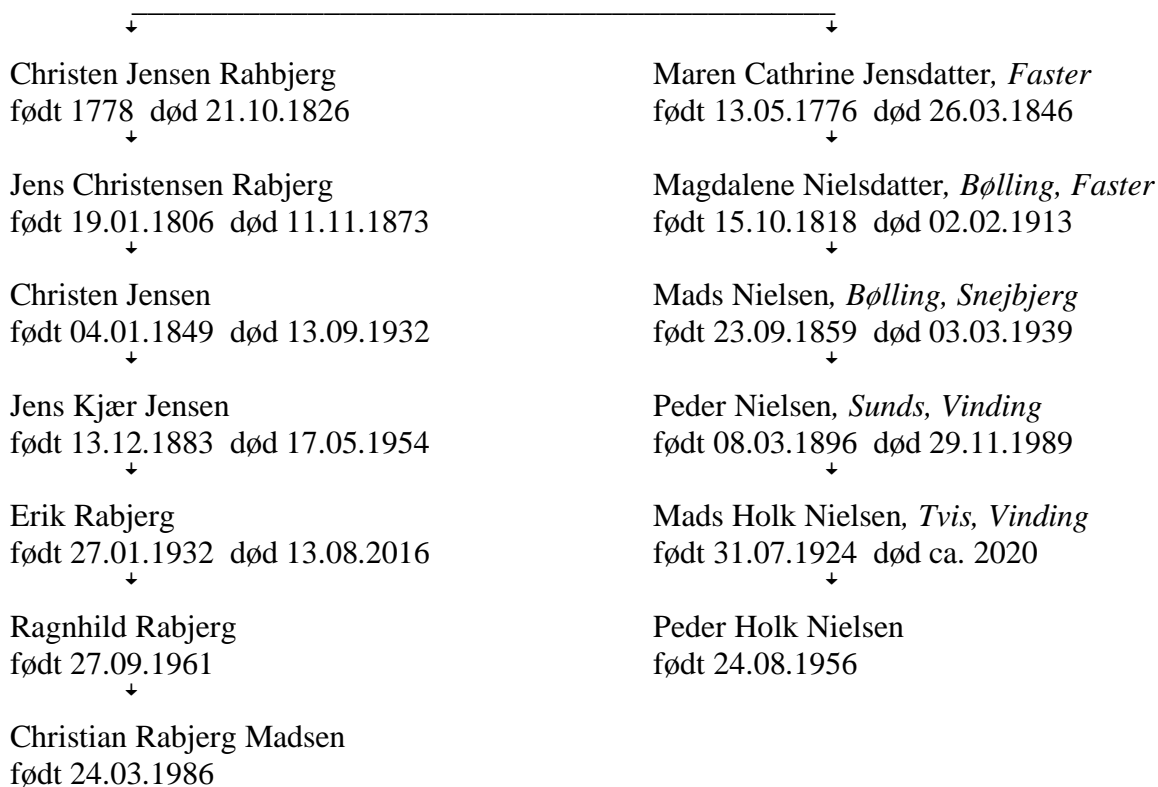 Christen Jensen Rahbjerg
født 1778  død 21.10.1826
Jens Christensen Rabjerg
født 19.01.1806  død 11.11.1873
Christen Jensen
født 04.01.1849  død 13.09.1932
Jens Kjær Jensen
født 13.12.1883  død 17.05.1954
Erik Rabjerg
født 27.01.1932  død 13.08.2016
Ragnhild Rabjerg
født 27.09.1961
Christian Rabjerg Madsen
født 24.03.1986
Maren Cathrine Jensdatter, Faster
født 13.05.1776  død 26.03.1846
Magdalene Nielsdatter, Bølling, Faster
født 15.10.1818  død 02.02.1913
Mads Nielsen, Bølling, Snejbjerg
født 23.09.1859  død 03.03.1939
Peder Nielsen, Sunds, Vinding
født 08.03.1896  død 29.11.1989
Mads Holk Nielsen, Tvis, Vinding
født 31.07.1924  død ca. 2020
Peder Holk Nielsen
født 24.08.1956